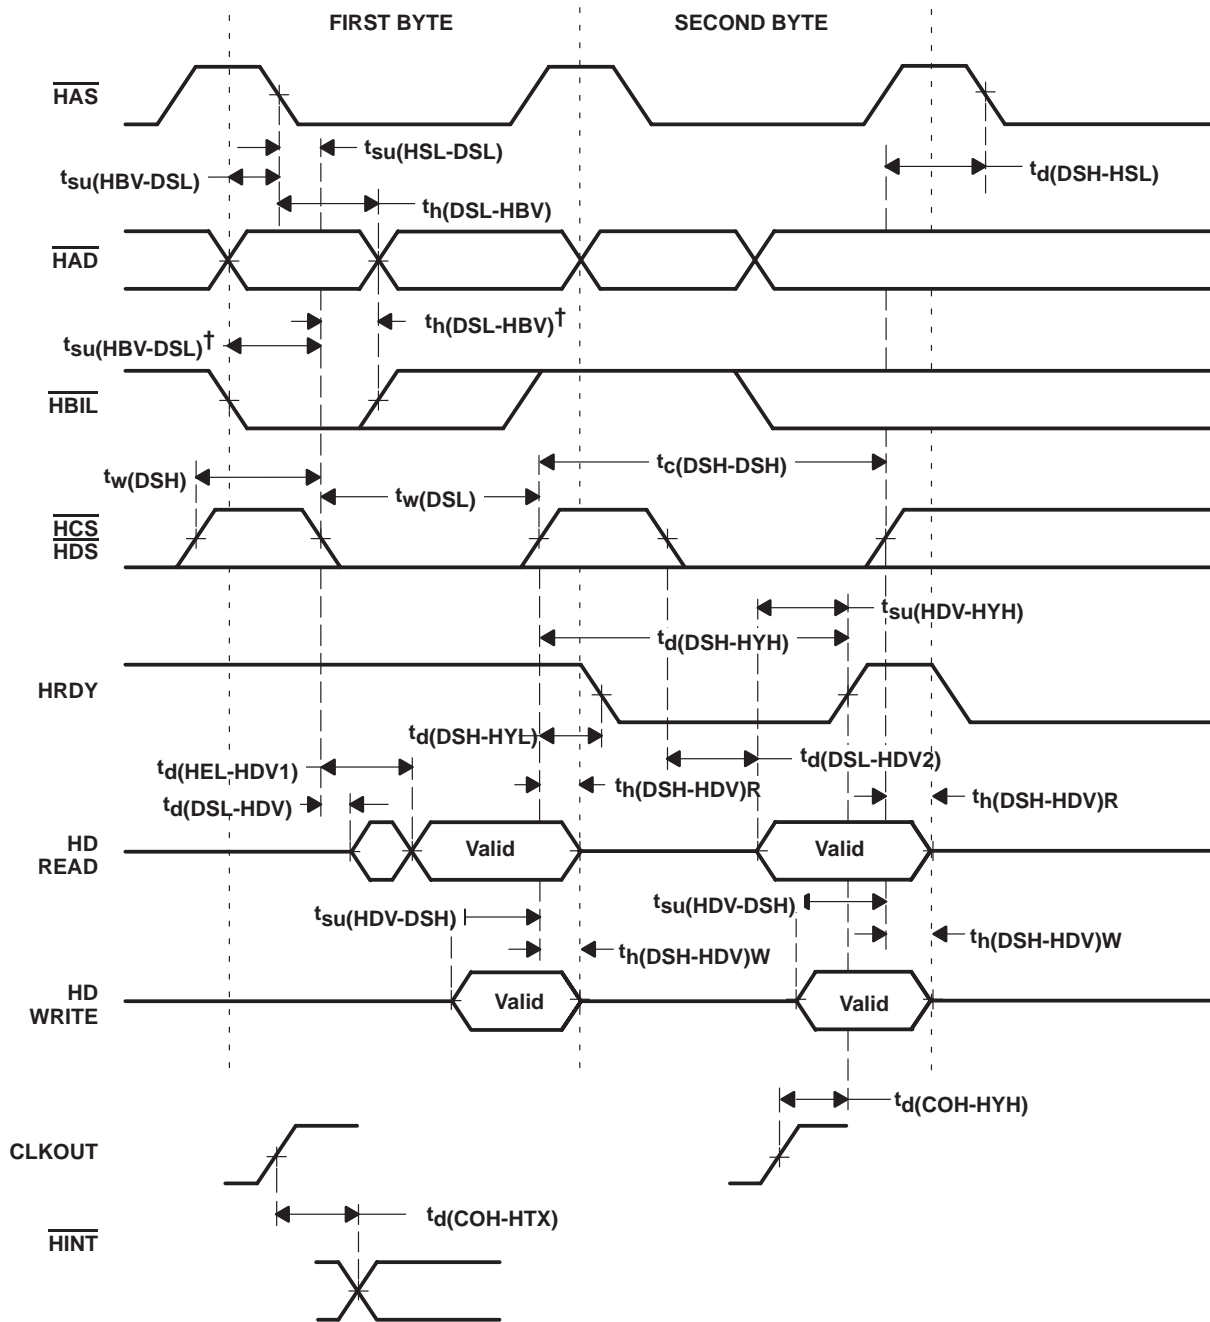 FIRST BYTE
SECOND BYTE
HAS
tsu(HSL-DSL)
tsu(HBV-DSL)
td(DSH-HSL)
th(DSL-HBV)
HAD
th(DSL-HBV)†
tsu(HBV-DSL)†
HBIL
tc(DSH-DSH)
tw(DSH)
tw(DSL)
HCS
HDS
tsu(HDV-HYH)
td(DSH-HYH)
HRDY
td(DSH-HYL)
td(DSL-HDV2)
td(HEL-HDV1)
th(DSH-HDV)R
th(DSH-HDV)R
td(DSL-HDV)
HD
READ
Valid
Valid
tsu(HDV-DSH)
tsu(HDV-DSH)
th(DSH-HDV)W
th(DSH-HDV)W
HD
WRITE
Valid
Valid
td(COH-HYH)
CLKOUT
td(COH-HTX)
HINT